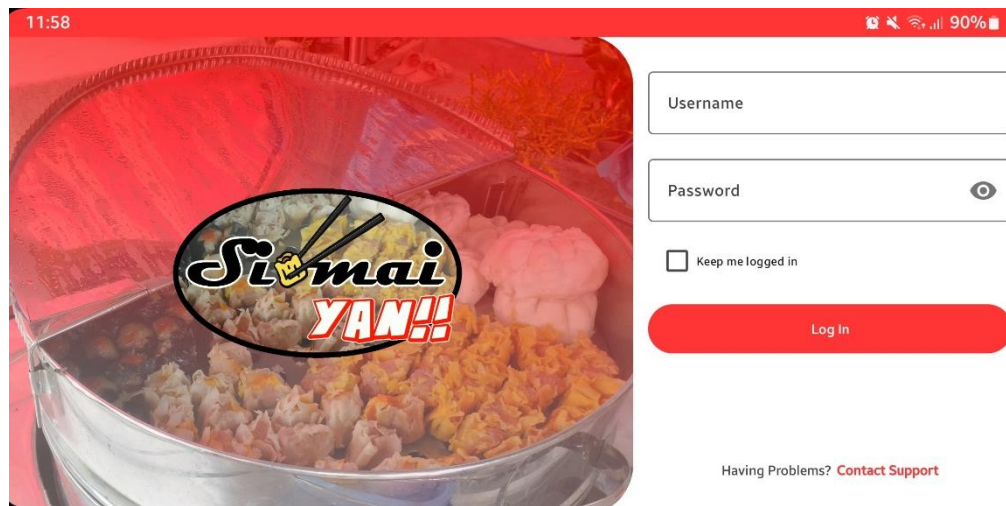 11:58
90%
Siomai
YAN!!
Username
Password
Keep me logged in
Log In
Having Problems? Contact Support